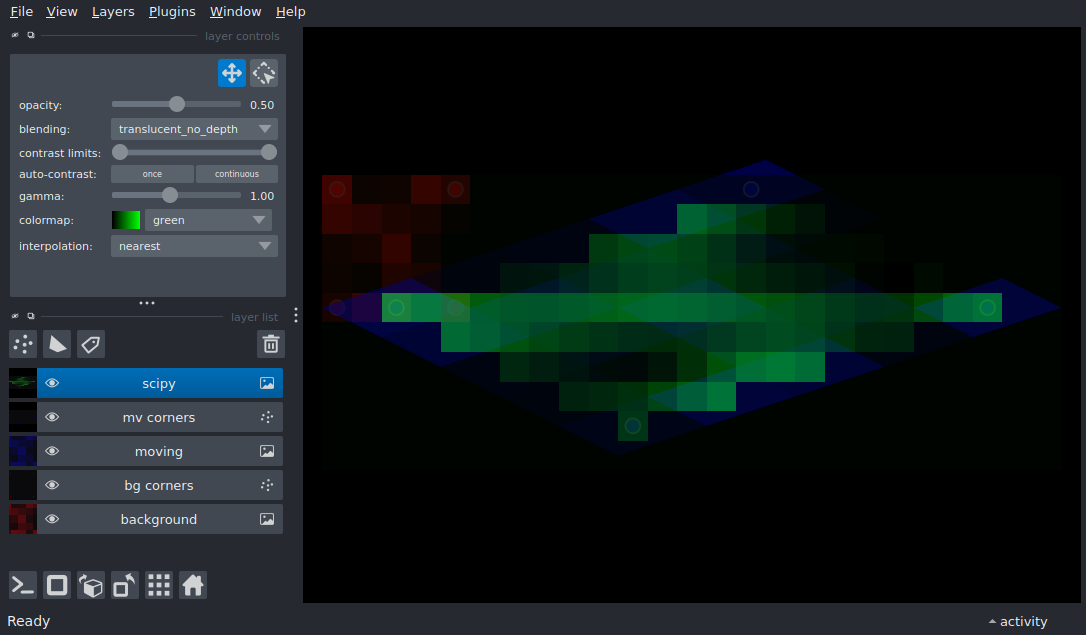 File View Layers Plugins Window Help
layer controls
opacity: 0.50
blending: translucent_no_depth
contrast limits:
auto-contrast: once continuous
gamma: 1.00
colormap: green
interpolation: nearest
layer list
scipy
mv corners
moving
bg corners
background
Ready
activity